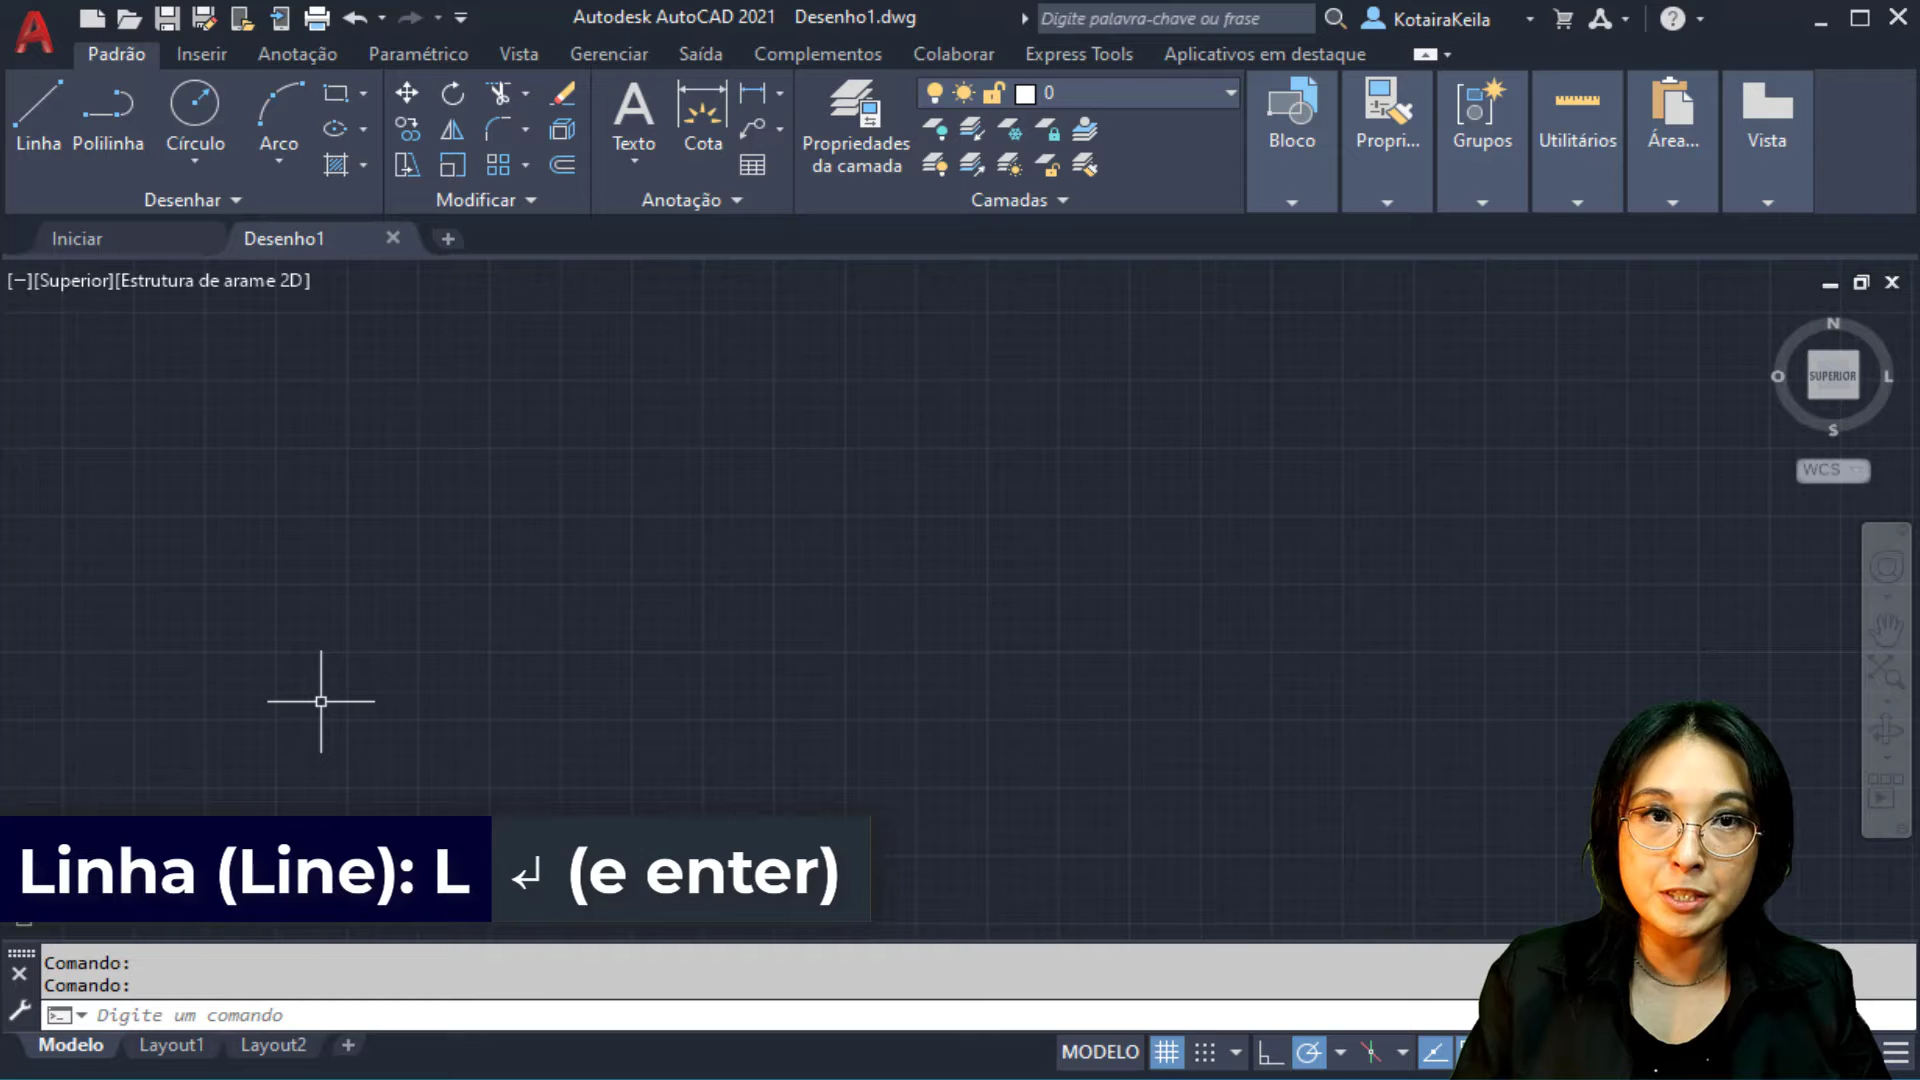 Autodesk AutoCAD 2021 Desenho1.dwg
Digite palavra-chave ou frase
KotairaKeila
Padrão Inserir Anotação Paramétrico Vista Gerenciar Saída Complementos Colaborar Express Tools Aplicativos em destaque
Linha Polilinha Círculo Arco
Texto Cota
Propriedades
da camada
0
Bloco Propri... Grupos Utilitários Área... Vista
Desenhar Modificar Anotação Camadas
Iniciar Desenho1
[−][Superior][Estrutura de arame 2D]
N
O SUPERIOR L
S
WCS
Linha (Line): L ↲ (e enter)
Comando:
Comando:
Digite um comando
Modelo Layout1 Layout2
MODELO